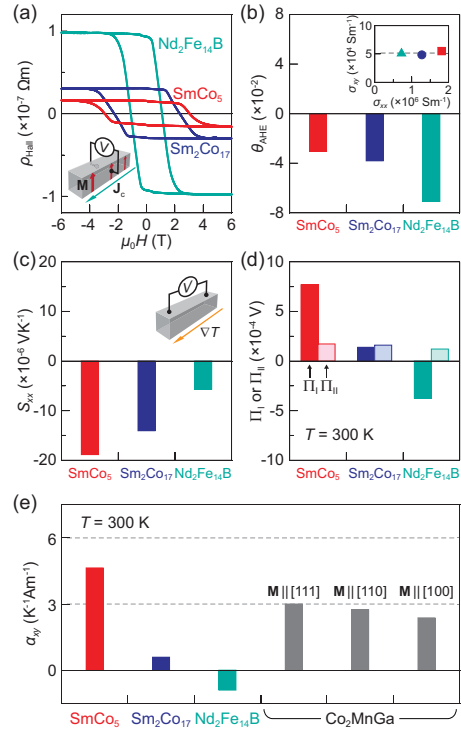 (a)
Nd₂Fe₁₄B
SmCo₅
Sm₂Co₁₇
ρHall (×10⁻⁷ Ωm)
1
0
-1
-6 -4 -2 0 2 4 6
μ₀H (T)
V
M
Jc
(b)
θAHE (×10⁻²)
8
4
0
-4
-8
σxy (×10⁴ Sm⁻¹)
10
5
0
0 1 2
σxx (×10⁶ Sm⁻¹)
SmCo₅ Sm₂Co₁₇ Nd₂Fe₁₄B
(c)
Sxx (10⁻⁶ VK⁻¹)
20
15
10
5
0
-5
-10
-15
-20
V
∇T
SmCo₅ Sm₂Co₁₇ Nd₂Fe₁₄B
(d)
ΠI or ΠII (×10⁻⁴ V)
10
5
0
-5
-10
ΠI ΠII
T = 300 K
SmCo₅ Sm₂Co₁₇ Nd₂Fe₁₄B
(e)
T = 300 K
αxy (K⁻¹Am⁻¹)
6
3
0
M || [111] M || [110] M || [100]
SmCo₅ Sm₂Co₁₇ Nd₂Fe₁₄B
Co₂MnGa